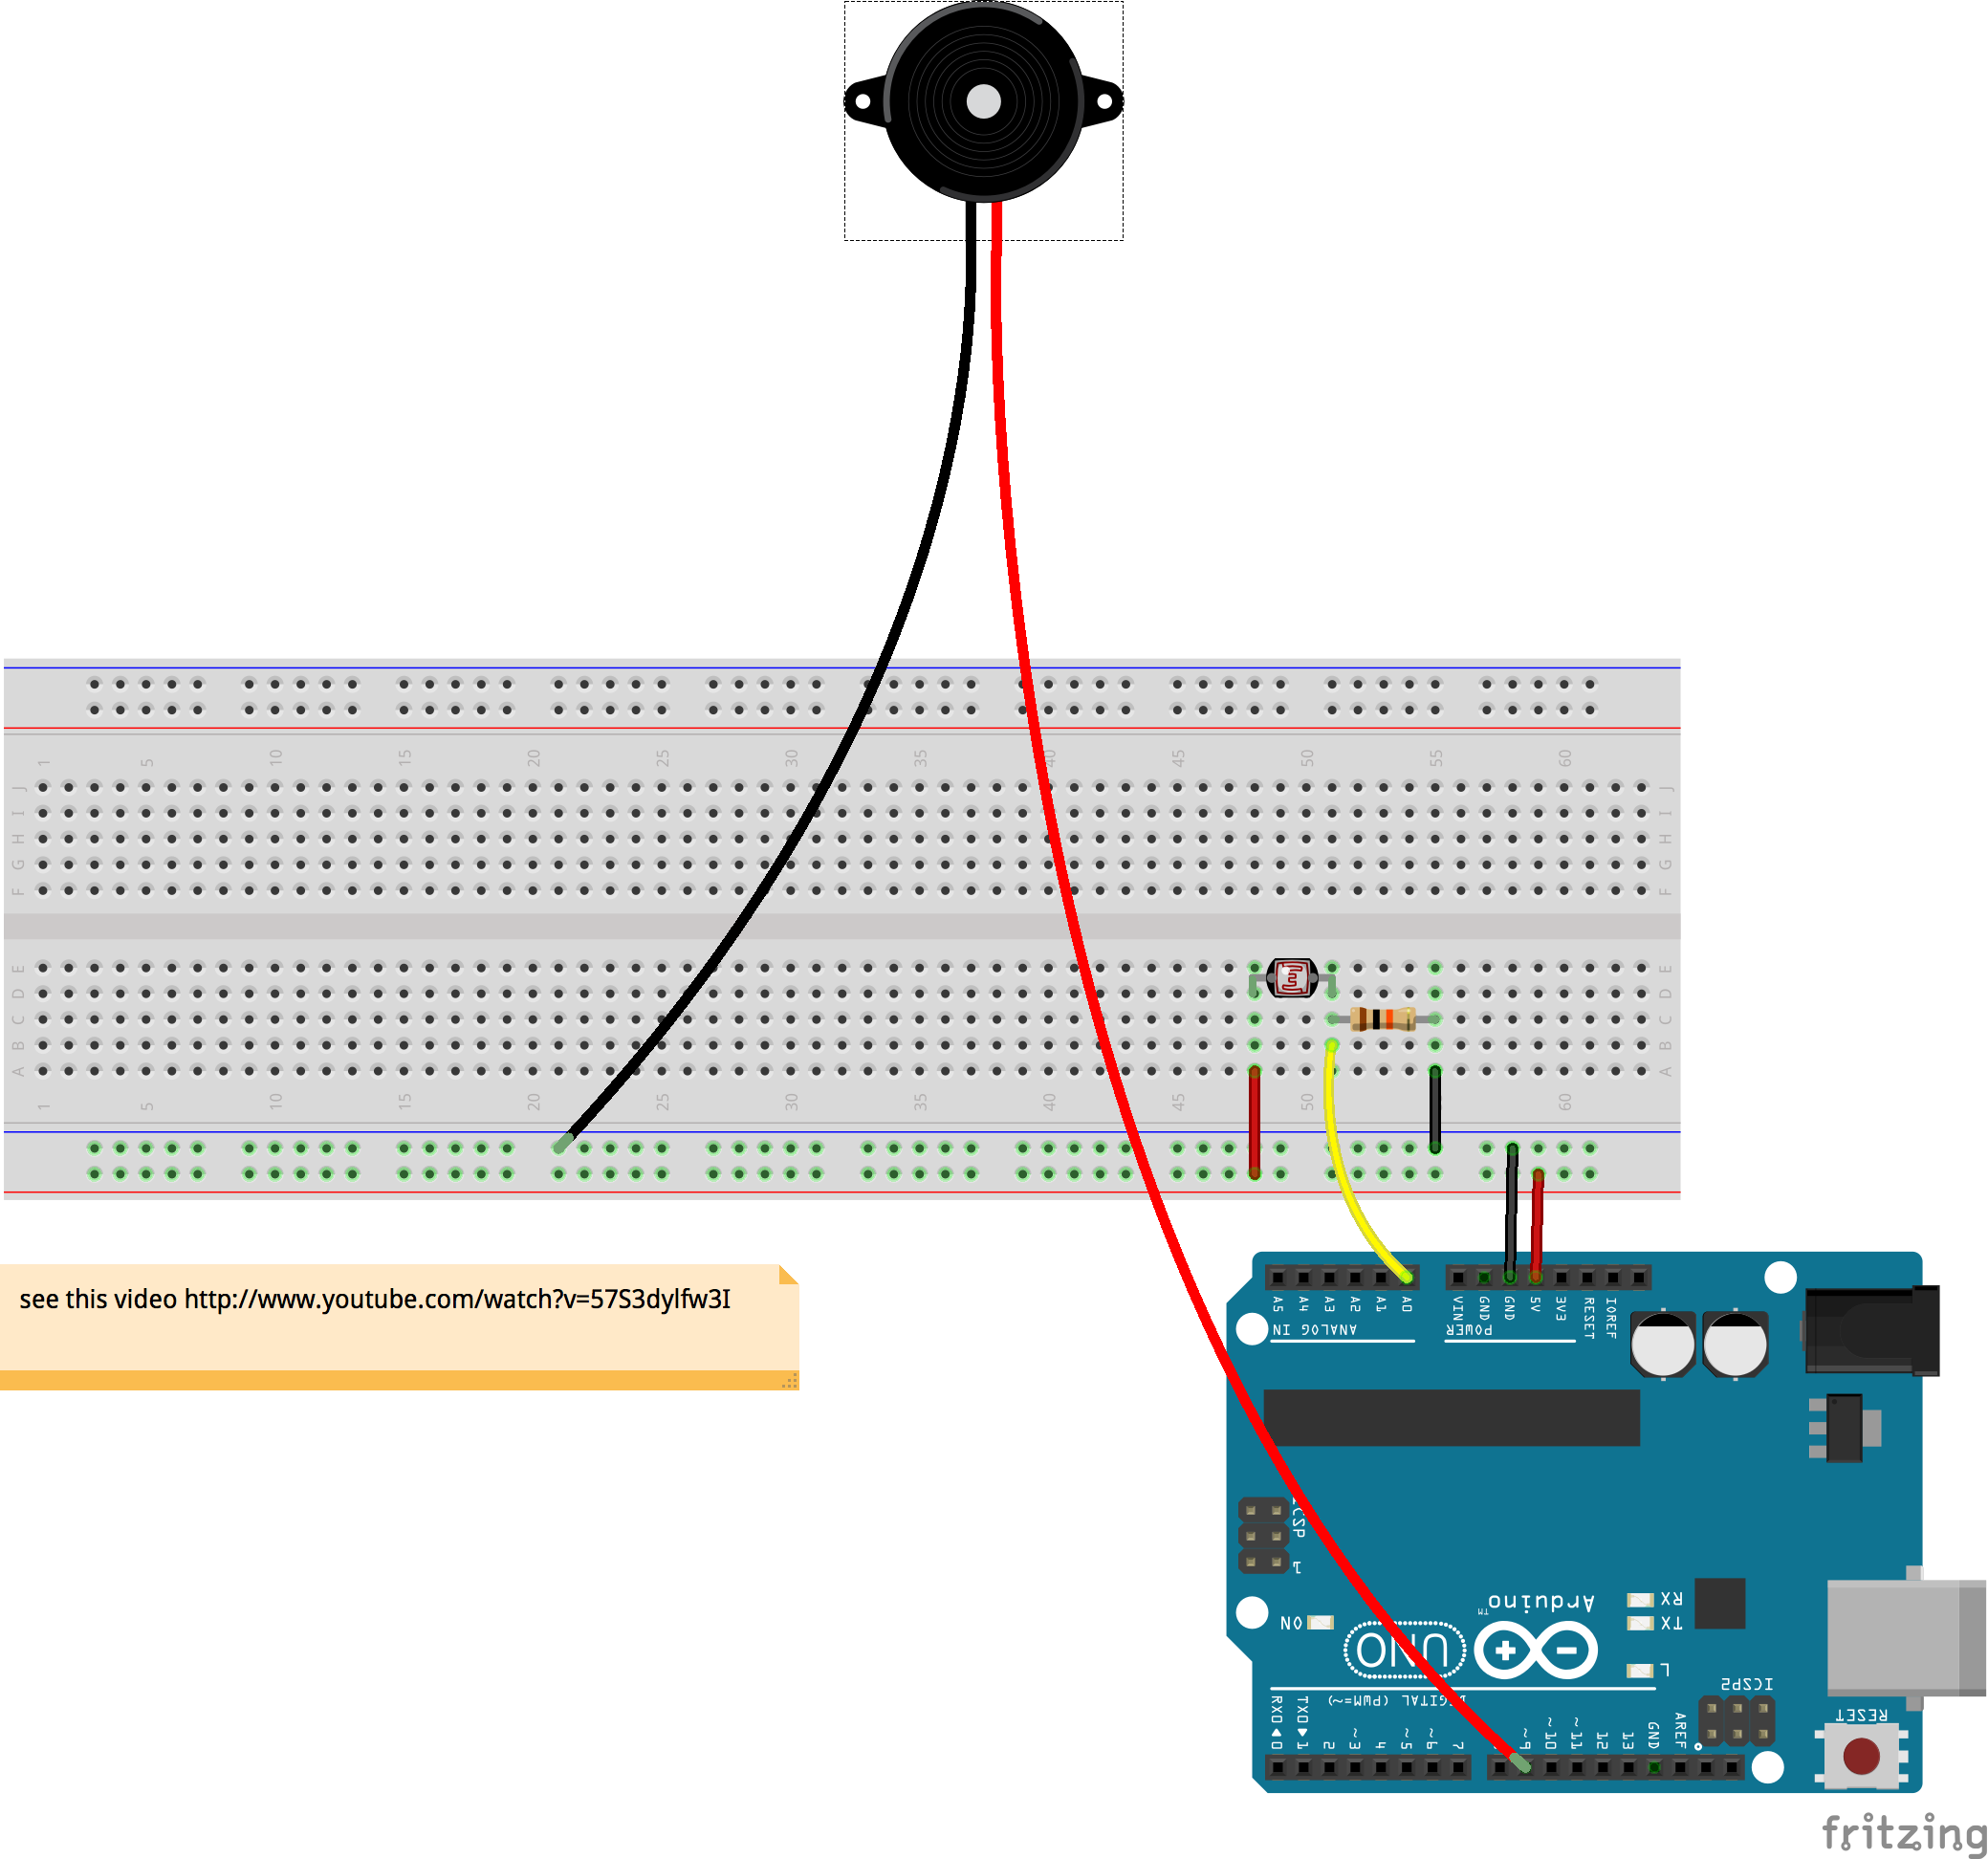 1 5 10 15 20 25 30 35 40 45 50 55 60
J J
I I
H H
G G
F F
E E
D D
C C
B B
A A
1 5 10 15 20 25 30 35 40 45 50 60
see this video http://www.youtube.com/watch?v=57S3dylfw3I
A5 A4 A3 A2 A1 A0 VIN GND GND 5V 3V3 RESET IOREF
ANALOG IN POWER
ICSP
1
Arduino™
RX
TX
ON
UNO
L
ICSP2
DIGITAL (PWM=~)
RX0 ◀ 0 TX0 ▶ 1 2 ~3 4 ~5 ~6 7 ~9 ~10 ~11 12 13 GND AREF
RESET
fritzing